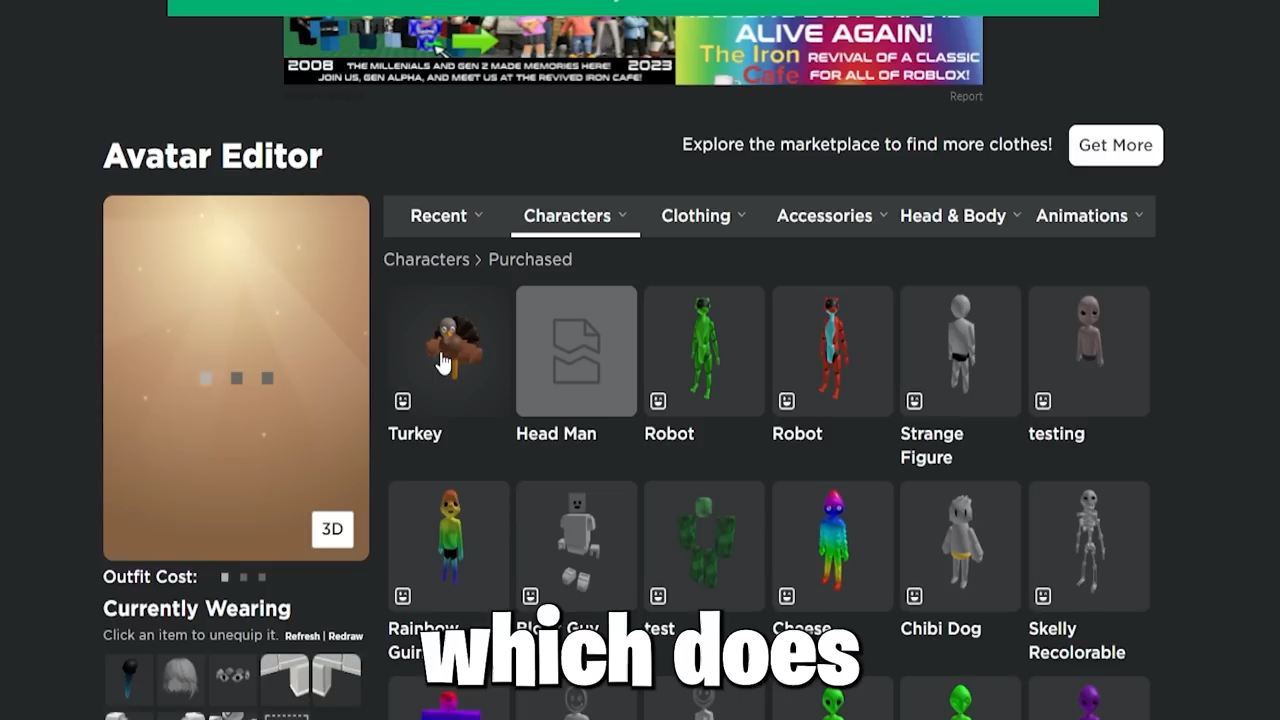 ALIVE AGAIN!
The Iron Cafe
REVIVAL OF A CLASSIC
FOR ALL OF ROBLOX!
2008 THE MILLENIALS AND GEN Z MADE MEMORIES HERE! 2023
JOIN US, GEN ALPHA, AND MEET US AT THE REVIVED IRON CAFE!
Report
Avatar Editor
Explore the marketplace to find more clothes!
Get More
Recent
Characters
Clothing
Accessories
Head & Body
Animations
Characters > Purchased
Turkey
Head Man
Robot
Robot
Strange
Figure
testing
3D
Outfit Cost:
Currently Wearing
Click an item to unequip it. Refresh | Redraw
Rainbow
test
Cheese
Chibi Dog
Skelly
Recolorable
which does